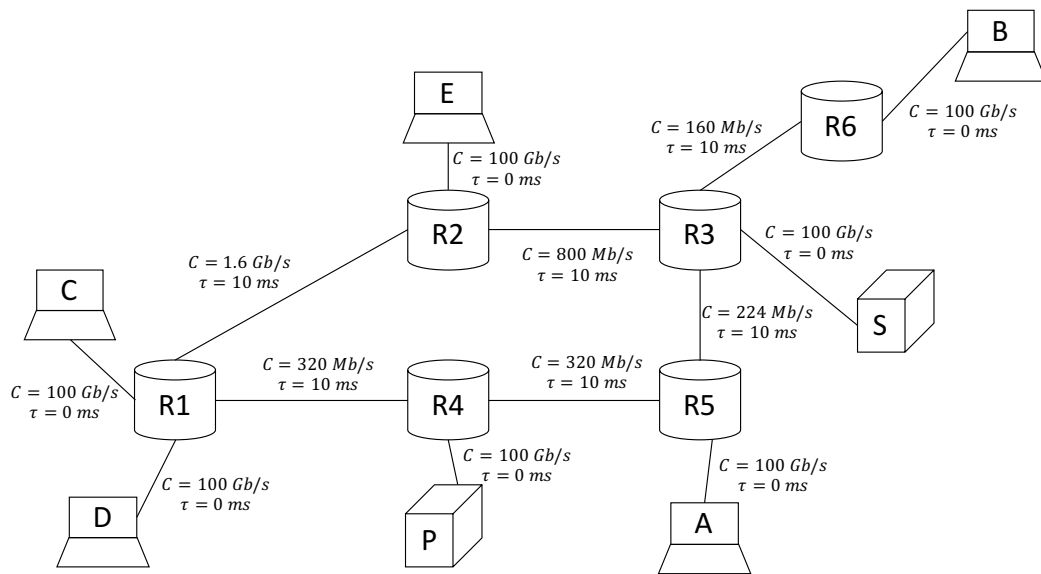 B
E
C = 100 Gb/s
τ = 0 ms
R6
C = 160 Mb/s
τ = 10 ms
C = 100 Gb/s
τ = 0 ms
R2
R3
C = 100 Gb/s
τ = 0 ms
C = 1.6 Gb/s
τ = 10 ms
C = 800 Mb/s
τ = 10 ms
C
C = 224 Mb/s
τ = 10 ms
S
C = 320 Mb/s
τ = 10 ms
C = 320 Mb/s
τ = 10 ms
C = 100 Gb/s
τ = 0 ms
R1
R4
R5
C = 100 Gb/s
τ = 0 ms
C = 100 Gb/s
τ = 0 ms
C = 100 Gb/s
τ = 0 ms
D
P
A